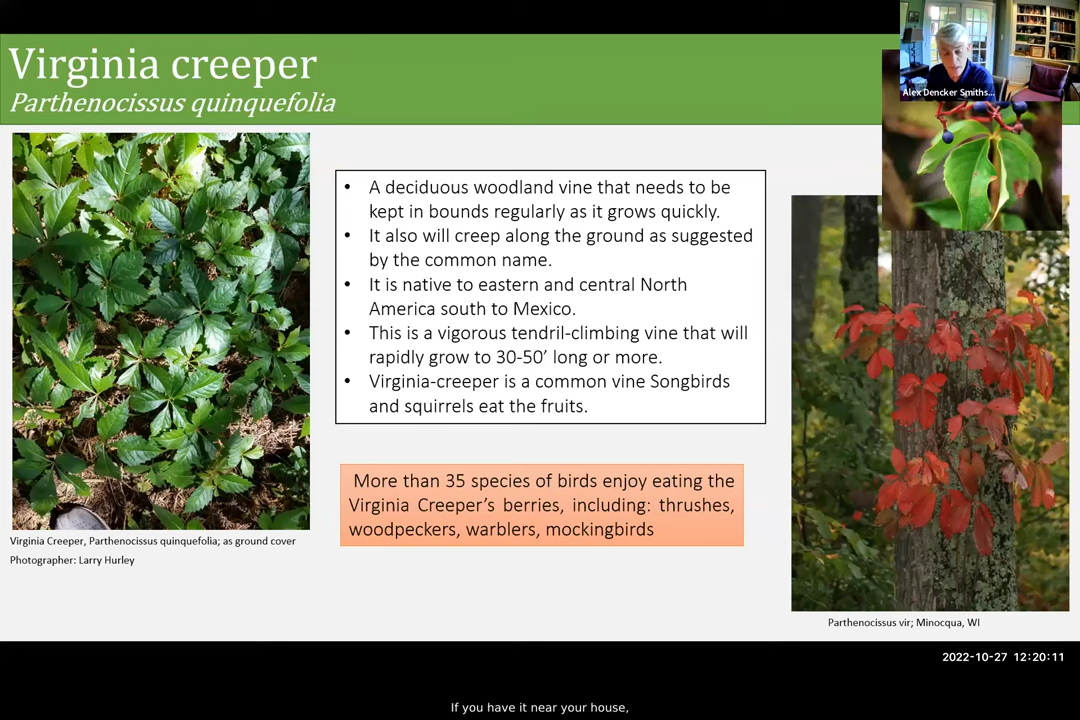 Virginia creeper
Parthenocissus quinquefolia
Alex Dencker Smiths...
• A deciduous woodland vine that needs to be
kept in bounds regularly as it grows quickly.
• It also will creep along the ground as suggested
by the common name.
• It is native to eastern and central North
America south to Mexico.
• This is a vigorous tendril-climbing vine that will
rapidly grow to 30-50’ long or more.
• Virginia-creeper is a common vine Songbirds
and squirrels eat the fruits.
More than 35 species of birds enjoy eating the
Virginia Creeper’s berries, including: thrushes,
woodpeckers, warblers, mockingbirds
Virginia Creeper, Parthenocissus quinquefolia; as ground cover
Photographer: Larry Hurley
Parthenocissus vir; Minocqua, WI
2022-10-27 12:20:11
If you have it near your house,